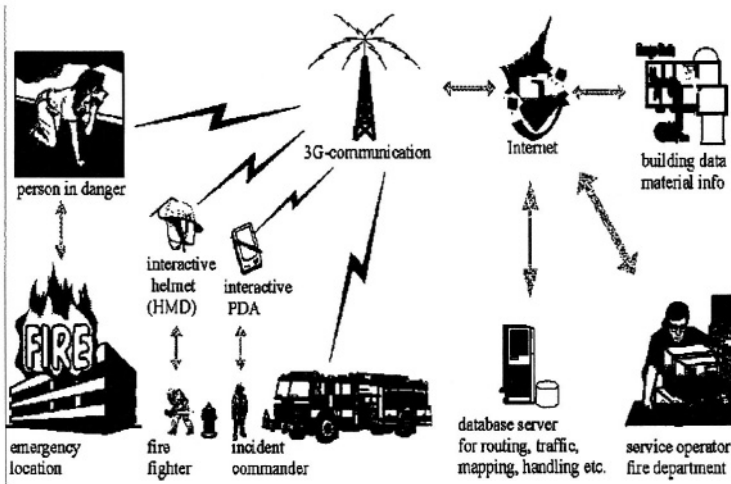 3G-communication
Internet
building data
material info
person in danger
interactive
helmet
(HMD)
interactive
PDA
FIRE
emergency
location
fire
fighter
incident
commander
database server
for routing, traffic,
mapping, handling etc.
service operator
fire department